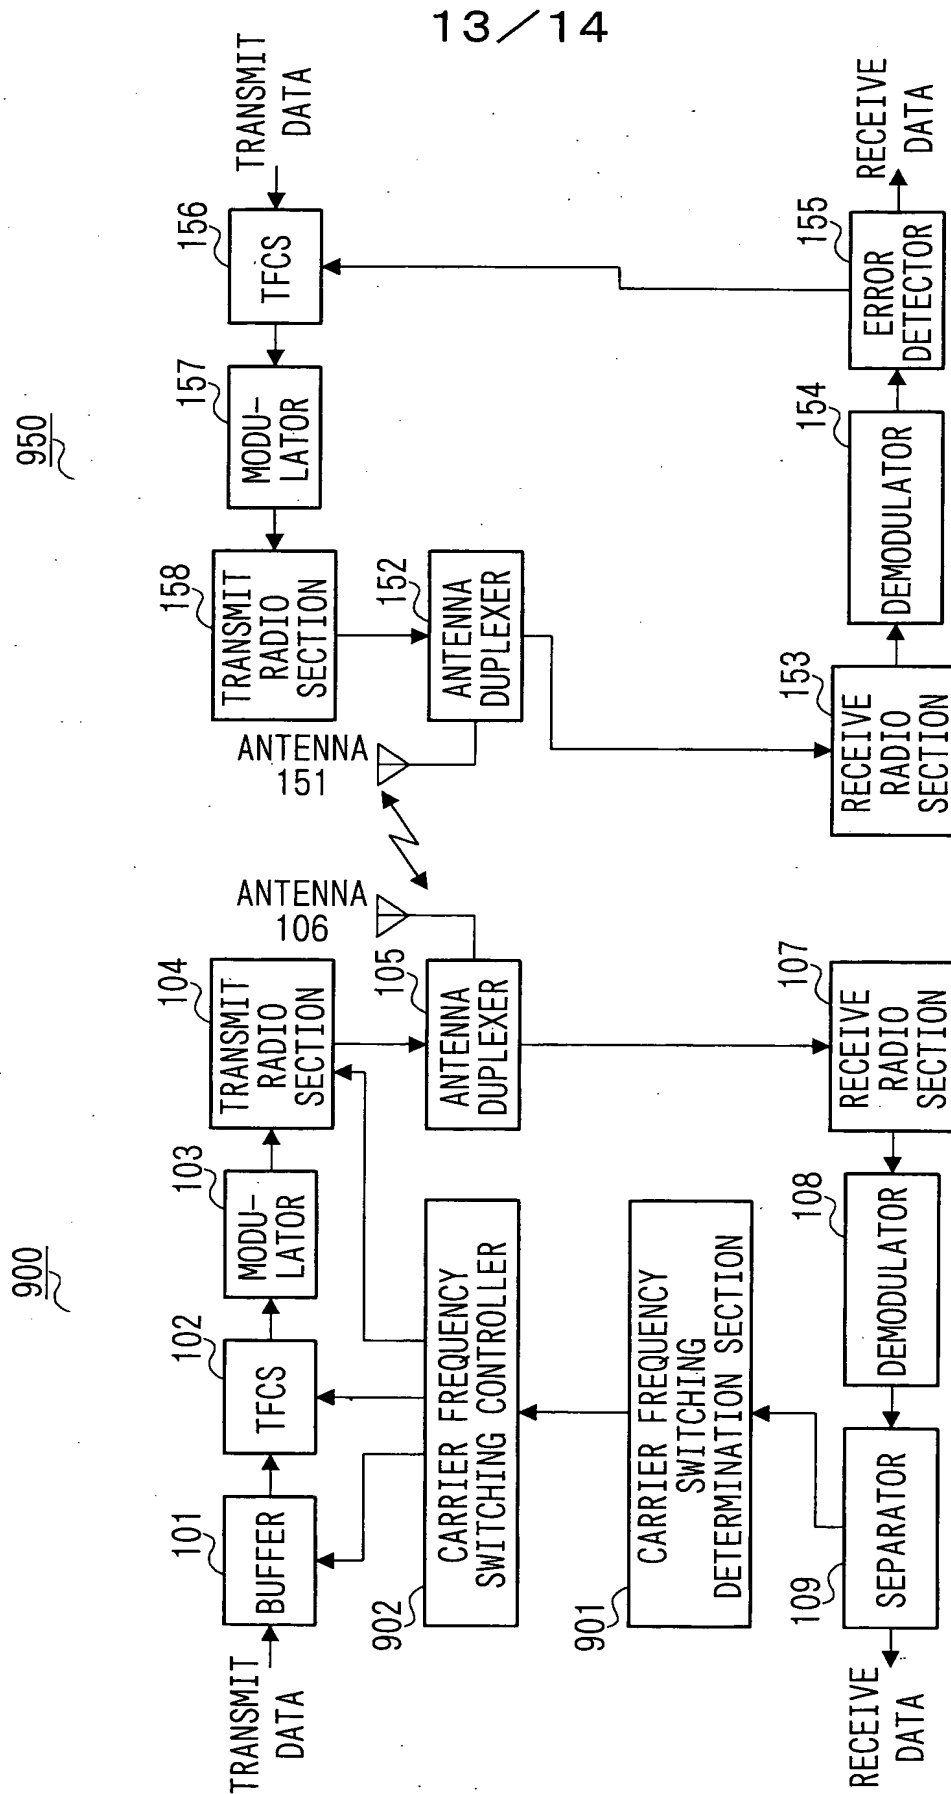 13/14
900
TRANSMIT
DATA
101
BUFFER
102
TFCS
103
MODU-
LATOR
104
TRANSMIT
RADIO
SECTION
105
ANTENNA
DUPLEXER
ANTENNA
106
902
CARRIER FREQUENCY
SWITCHING CONTROLLER
901
CARRIER FREQUENCY
SWITCHING
DETERMINATION SECTION
107
RECEIVE
RADIO
SECTION
108
DEMODULATOR
109
SEPARATOR
RECEIVE
DATA
950
TRANSMIT
DATA
156
TFCS
157
MODU-
LATOR
158
TRANSMIT
RADIO
SECTION
152
ANTENNA
DUPLEXER
ANTENNA
151
153
RECEIVE
RADIO
SECTION
154
DEMODULATOR
155
ERROR
DETECTOR
RECEIVE
DATA